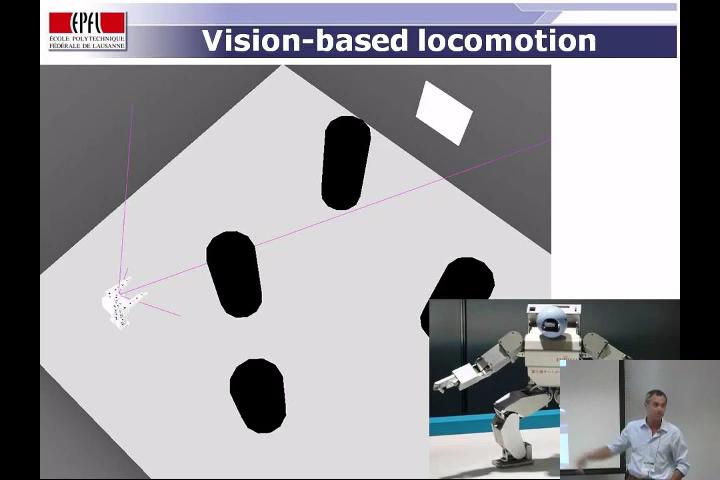 EPFL
ÉCOLE POLYTECHNIQUE
FÉDÉRALE DE LAUSANNE
Vision-based locomotion